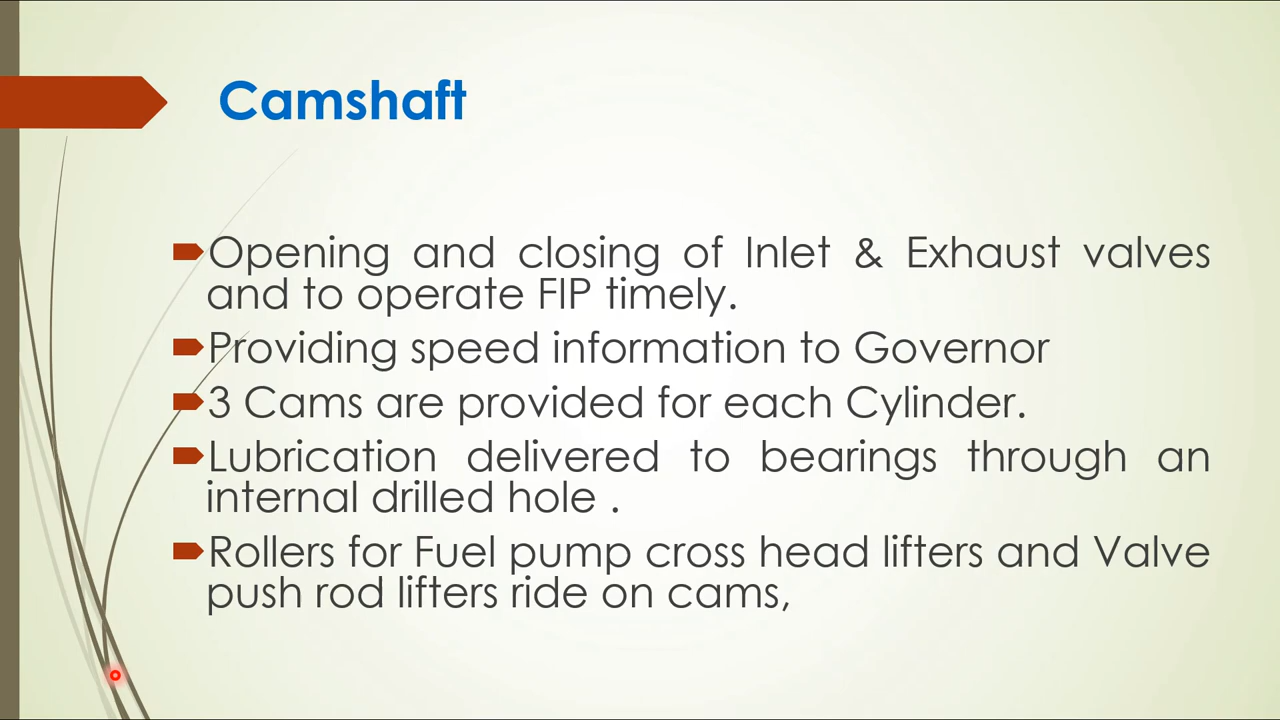 Camshaft
Opening and closing of Inlet & Exhaust valves
and to operate FIP timely.
Providing speed information to Governor
3 Cams are provided for each Cylinder.
Lubrication delivered to bearings through an
internal drilled hole .
Rollers for Fuel pump cross head lifters and Valve
push rod lifters ride on cams,